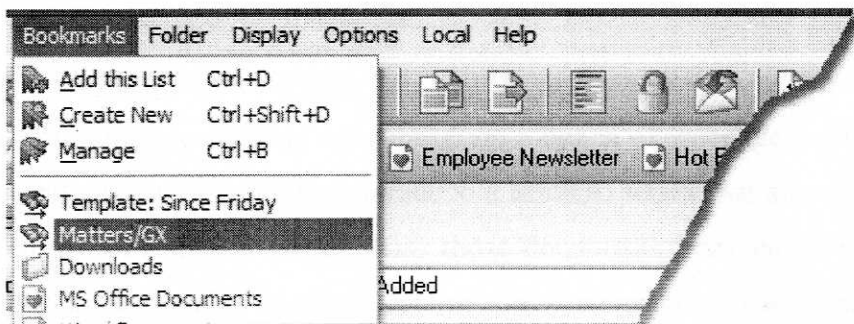 Bookmarks Folder Display Options Local Help
Add this List Ctrl+D
Create New Ctrl+Shift+D
Manage Ctrl+B
Employee Newsletter Hot
Template: Since Friday
Matters/GX
Downloads
Added
MS Office Documents